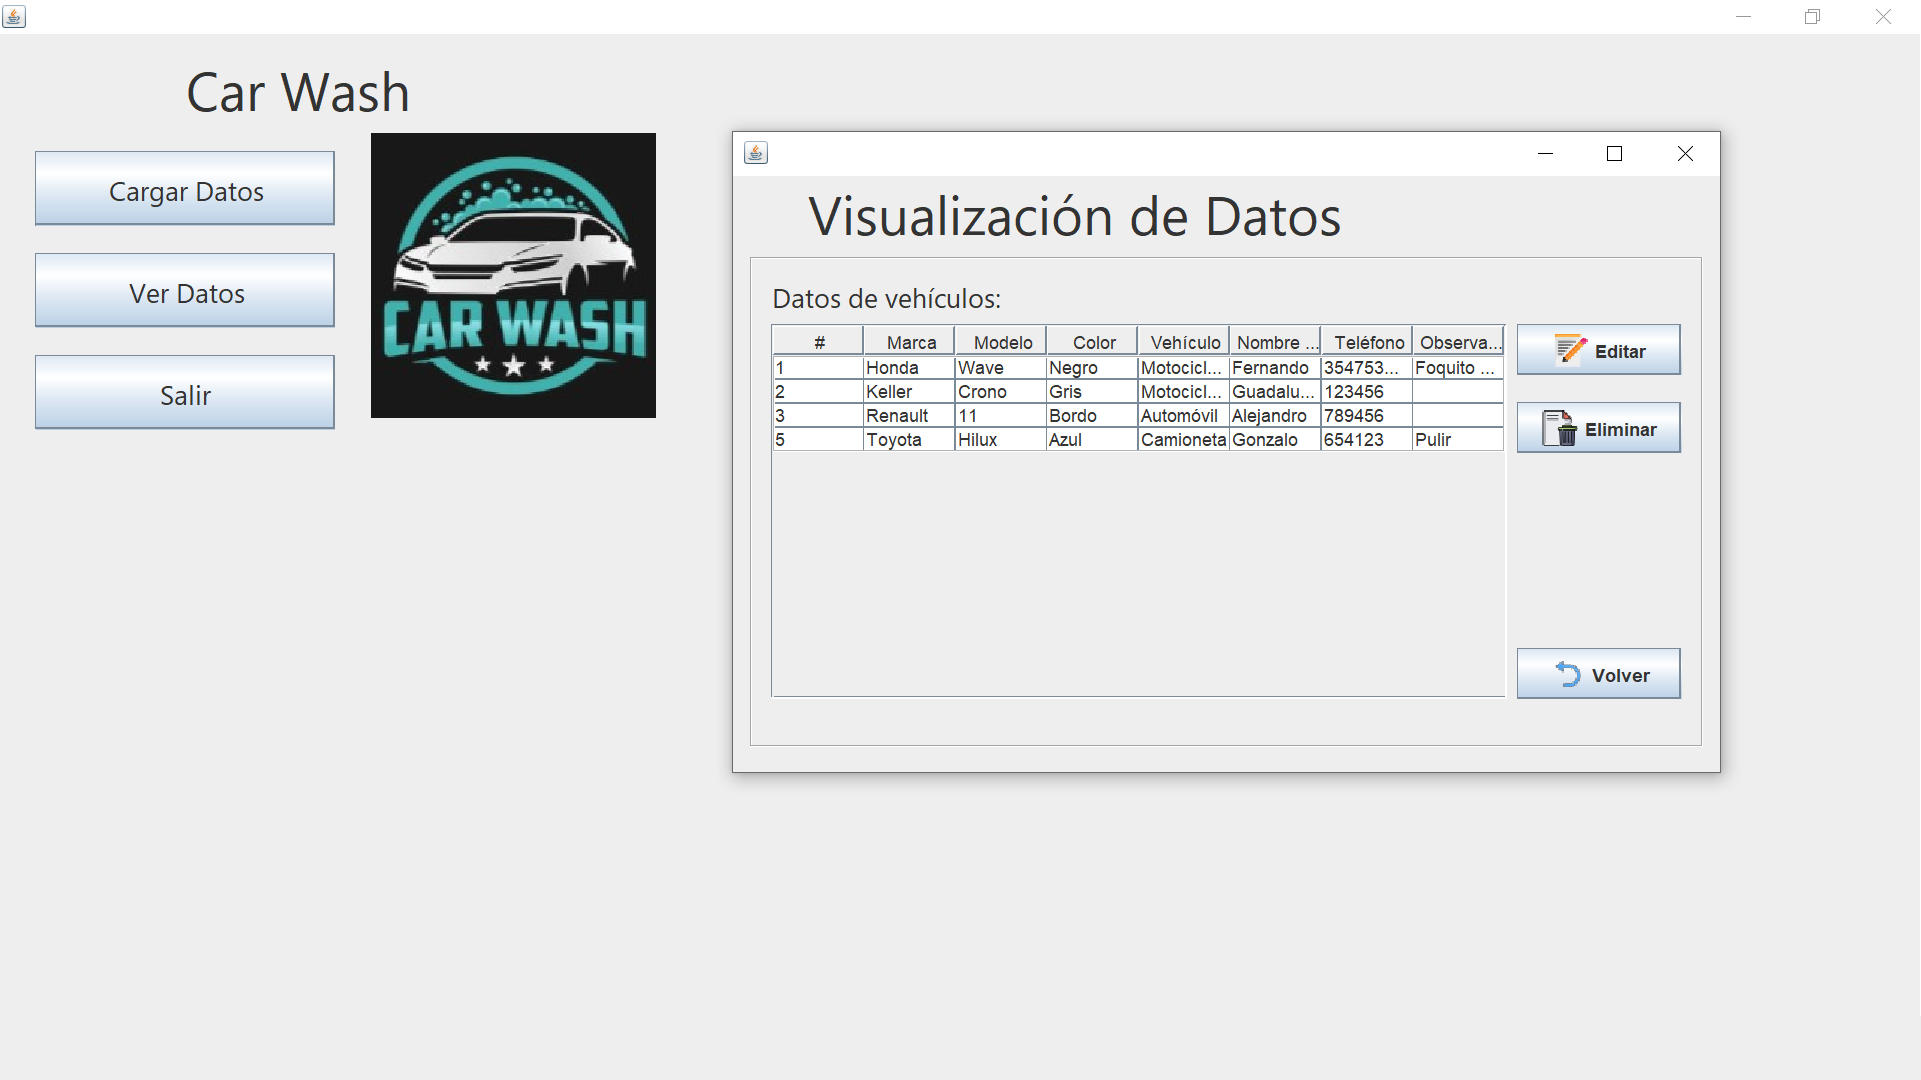 Car Wash
Cargar Datos
Ver Datos
Salir
CAR WASH
Visualización de Datos
Datos de vehículos:
# Marca Modelo Color Vehículo Nombre ... Teléfono Observa...
1 Honda Wave Negro Motocicl... Fernando 354753... Foquito ...
2 Keller Crono Gris Motocicl... Guadalu... 123456
3 Renault 11 Bordo Automóvil Alejandro 789456
5 Toyota Hilux Azul Camioneta Gonzalo 654123 Pulir
Editar
Eliminar
Volver